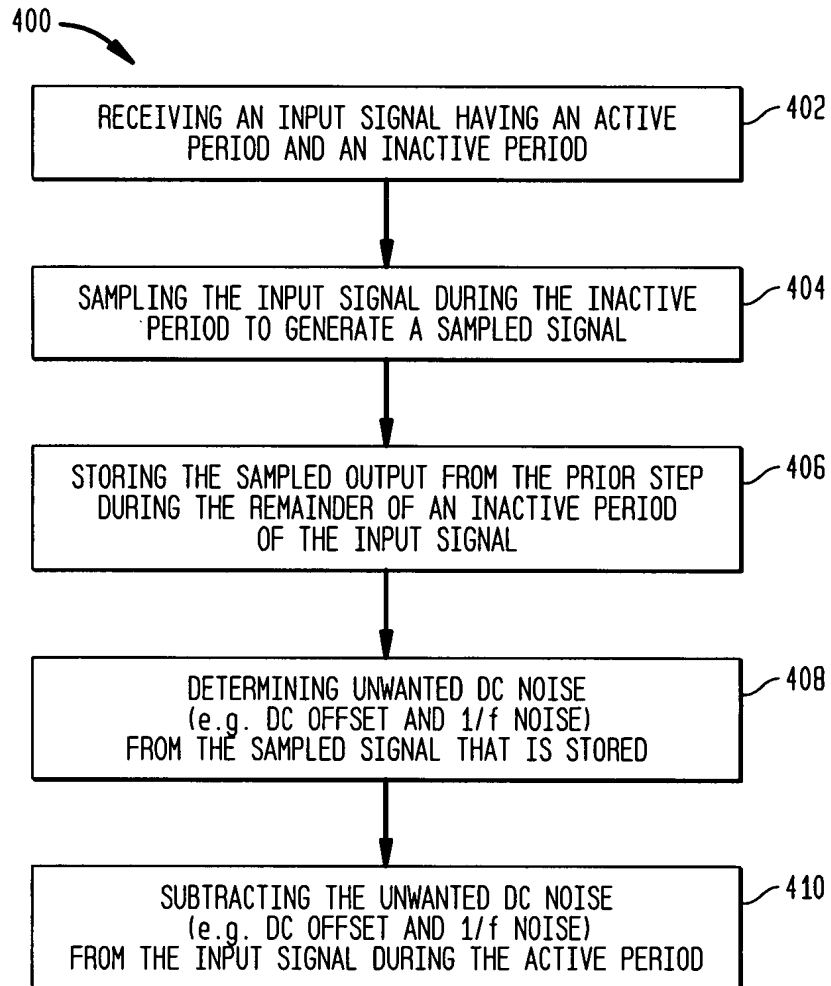 400
RECEIVING AN INPUT SIGNAL HAVING AN ACTIVE
PERIOD AND AN INACTIVE PERIOD
402
SAMPLING THE INPUT SIGNAL DURING THE INACTIVE
PERIOD TO GENERATE A SAMPLED SIGNAL
404
STORING THE SAMPLED OUTPUT FROM THE PRIOR STEP
DURING THE REMAINDER OF AN INACTIVE PERIOD
OF THE INPUT SIGNAL
406
DETERMINING UNWANTED DC NOISE
(e.g. DC OFFSET AND 1/f NOISE)
FROM THE SAMPLED SIGNAL THAT IS STORED
408
SUBTRACTING THE UNWANTED DC NOISE
(e.g. DC OFFSET AND 1/f NOISE)
FROM THE INPUT SIGNAL DURING THE ACTIVE PERIOD
410